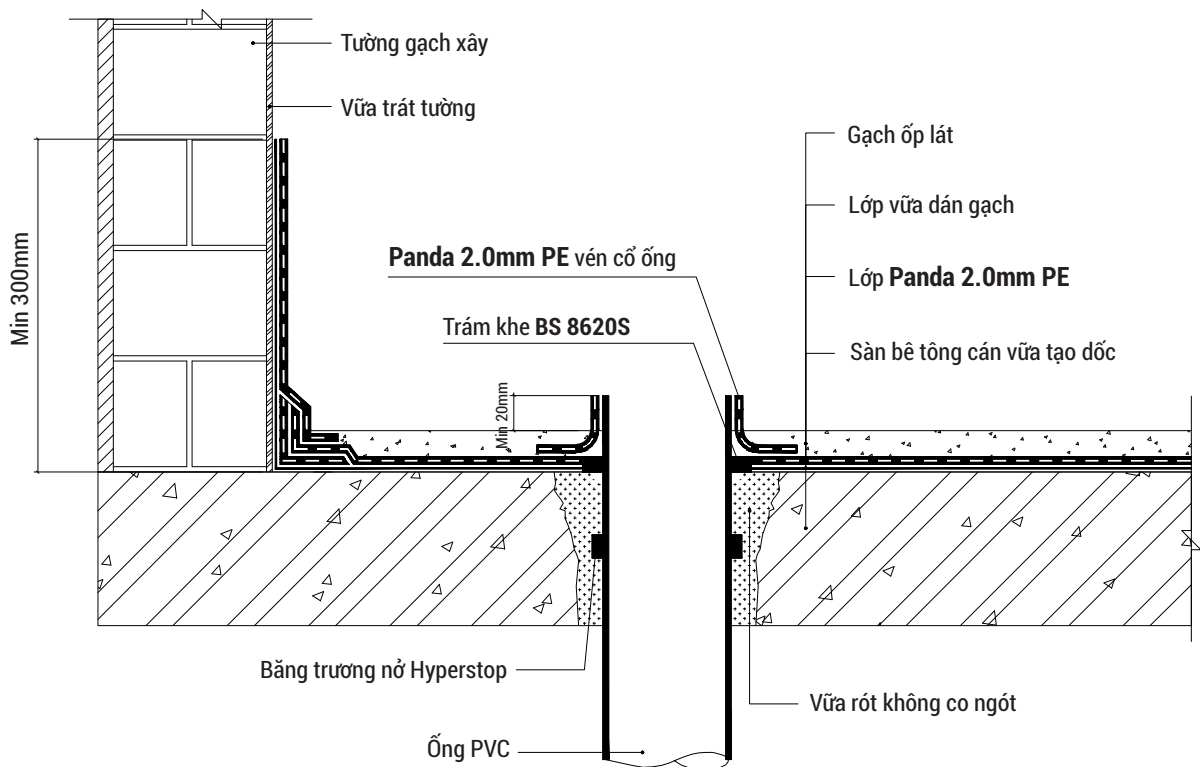 Tường gạch xây
Vữa trát tường
Gạch ốp lát
Lớp vữa dán gạch
Panda 2.0mm PE vén cổ ống
Lớp Panda 2.0mm PE
Min 300mm
Trám khe BS 8620S
Sàn bê tông cán vữa tạo dốc
Min 20mm
Băng trương nở Hyperstop
Vữa rót không co ngót
Ống PVC